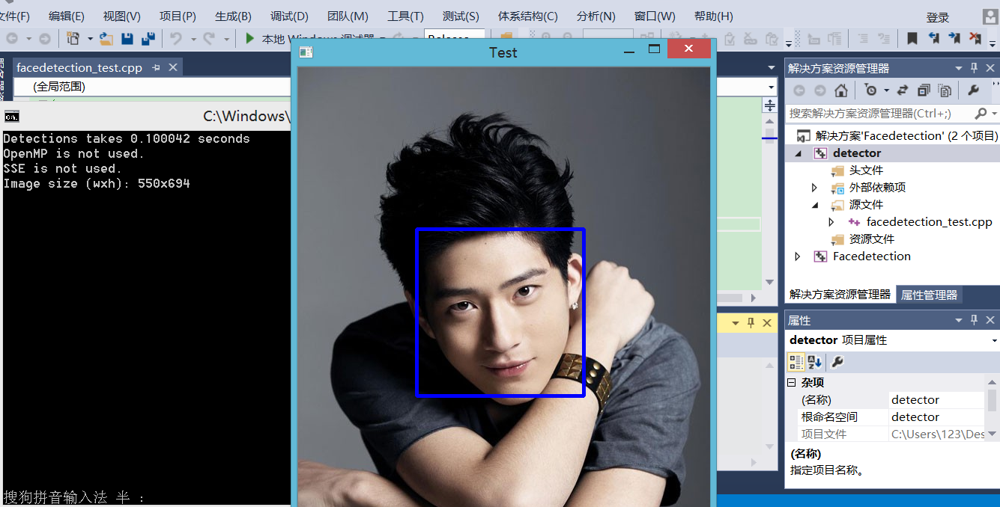 文件(F) 编辑(E) 视图(V) 项目(P) 生成(B) 调试(D) 团队(M) 工具(T) 测试(S) 体系结构(C) 分析(N) 窗口(W) 帮助(H) 登录
本地 Windows 调试器 Release
Test
facedetection_test.cpp
(全局范围)
C:\Windows\
Detections takes 0.100042 seconds
OpenMP is not used.
SSE is not used.
Image size (wxh): 550x694
搜狗拼音输入法 半 :
解决方案资源管理器
搜索解决方案资源管理器(Ctrl+;)
解决方案'Facedetection' (2 个项目)
detector
头文件
外部依赖项
源文件
facedetection_test.cpp
资源文件
Facedetection
解决方案资源管理器 属性管理器
属性
detector 项目属性
杂项
(名称) detector
根命名空间 detector
项目文件 C:\Users\123\Des
(名称)
指定项目名称。